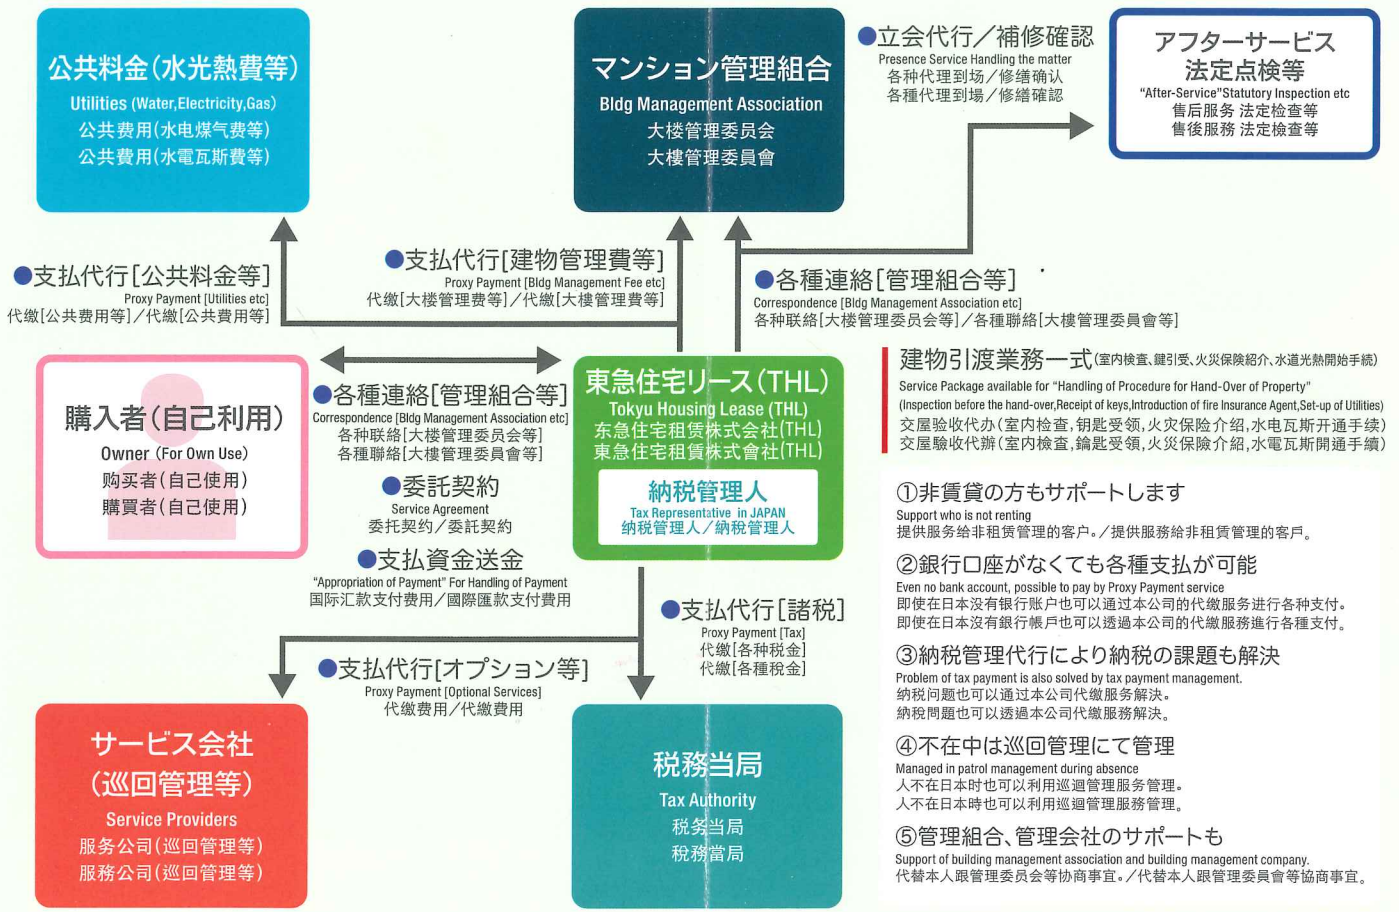 公共料金(水光熱費等)
Utilities (Water,Electricity,Gas)
公共费用(水电煤气费等)
公共費用(水電瓦斯費等)
マンション管理組合
Bldg Management Association
大楼管理委员会
大樓管理委員會
●立会代行／補修確認
Presence Service Handling the matter
各种代理到场／修缮确认
各種代理到場／修繕確認
アフターサービス
法定点検等
“After-Service”Statutory Inspection etc
售后服务 法定检查等
售後服務 法定檢查等
●支払代行[公共料金等]
Proxy Payment [Utilities etc]
代缴[公共费用等]／代繳[公共費用等]
●支払代行[建物管理費等]
Proxy Payment [Bldg Management Fee etc]
代缴[大楼管理费等]／代繳[大樓管理費等]
●各種連絡[管理組合等]
Correspondence [Bldg Management Association etc]
各种联络[大楼管理委员会等]／各種聯絡[大樓管理委員會等]
購入者(自己利用)
Owner (For Own Use)
购买者(自己使用)
購買者(自己使用)
●各種連絡[管理組合等]
Correspondence [Bldg Management Association etc]
各种联络[大楼管理委员会等]
各種聯絡[大樓管理委員會等]
●委託契約
Service Agreement
委托契约／委託契約
●支払資金送金
“Appropriation of Payment” For Handling of Payment
国际汇款支付费用／國際匯款支付費用
東急住宅リース(THL)
Tokyu Housing Lease (THL)
东急住宅租赁株式会社(THL)
東急住宅租賃株式會社(THL)
納税管理人
Tax Representative in JAPAN
纳税管理人／納稅管理人
建物引渡業務一式(室内検査、鍵引受、火災保険紹介、水道光熱開始手続)
Service Package available for “Handling of Procedure for Hand-Over of Property”
(Inspection before the hand-over,Receipt of keys,Introduction of fire Insurance Agent,Set-up of Utilities)
交屋验收代办(室内检查,钥匙受领,火灾保险介绍,水电瓦斯开通手续)
交屋驗收代辦(室内檢查,鑰匙受領,火災保險介紹,水電瓦斯開通手續)
①非賃貸の方もサポートします
Support who is not renting
提供服务给非租赁管理的客户。／提供服務給非租賃管理的客戶。
②銀行口座がなくても各種支払が可能
Even no bank account, possible to pay by Proxy Payment service
即使在日本没有银行账户也可以通过本公司的代缴服务进行各种支付。
即使在日本沒有銀行帳戶也可以透過本公司的代繳服務進行各種支付。
③納税管理代行により納税の課題も解決
Problem of tax payment is also solved by tax payment management.
纳税问题也可以通过本公司代缴服务解決。
納稅問題也可以透過本公司代繳服務解決。
④不在中は巡回管理にて管理
Managed in patrol management during absence
人不在日本时也可以利用巡迴管理服务管理。
人不在日本時也可以利用巡迴管理服務管理。
⑤管理組合、管理会社のサポートも
Support of building management association and building management company.
代替本人跟管理委员会等协商事宜。／代替本人跟管理委員會等協商事宜。
●支払代行[諸税]
Proxy Payment [Tax]
代缴[各种税金]
代繳[各種稅金]
●支払代行[オプション等]
Proxy Payment [Optional Services]
代缴费用／代繳費用
サービス会社
(巡回管理等)
Service Providers
服务公司(巡回管理等)
服務公司(巡回管理等)
税務当局
Tax Authority
税务当局
稅務當局